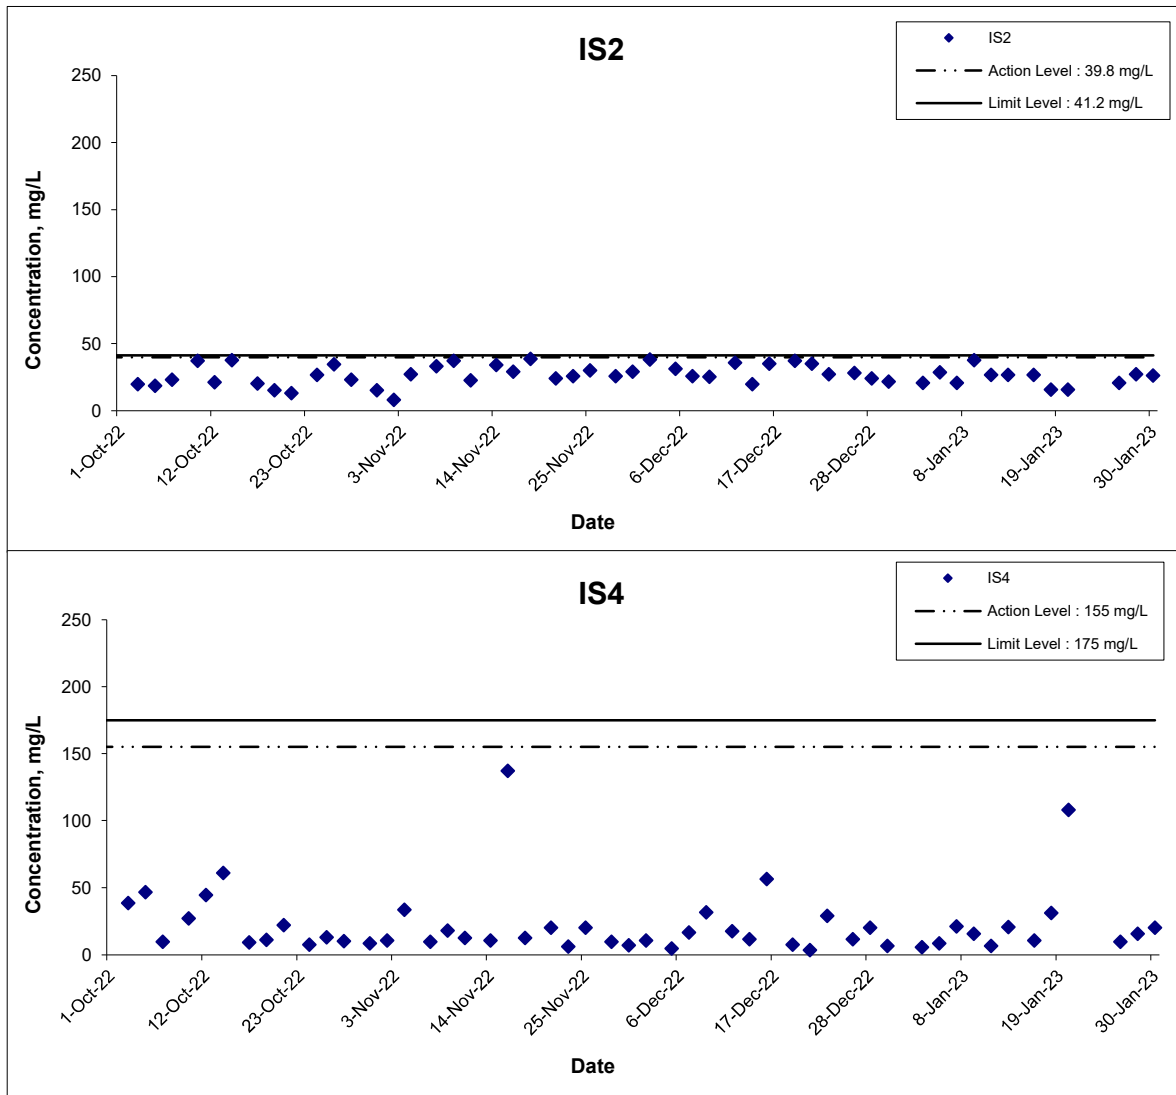 IS2
IS2
Action Level : 39.8 mg/L
Limit Level : 41.2 mg/L
250
200
150
100
50
0
Concentration, mg/L
1-Oct-22
12-Oct-22
23-Oct-22
3-Nov-22
14-Nov-22
25-Nov-22
6-Dec-22
17-Dec-22
28-Dec-22
8-Jan-23
19-Jan-23
30-Jan-23
Date
IS4
IS4
Action Level : 155 mg/L
Limit Level : 175 mg/L
250
200
150
100
50
0
Concentration, mg/L
1-Oct-22
12-Oct-22
23-Oct-22
3-Nov-22
14-Nov-22
25-Nov-22
6-Dec-22
17-Dec-22
28-Dec-22
8-Jan-23
19-Jan-23
30-Jan-23
Date